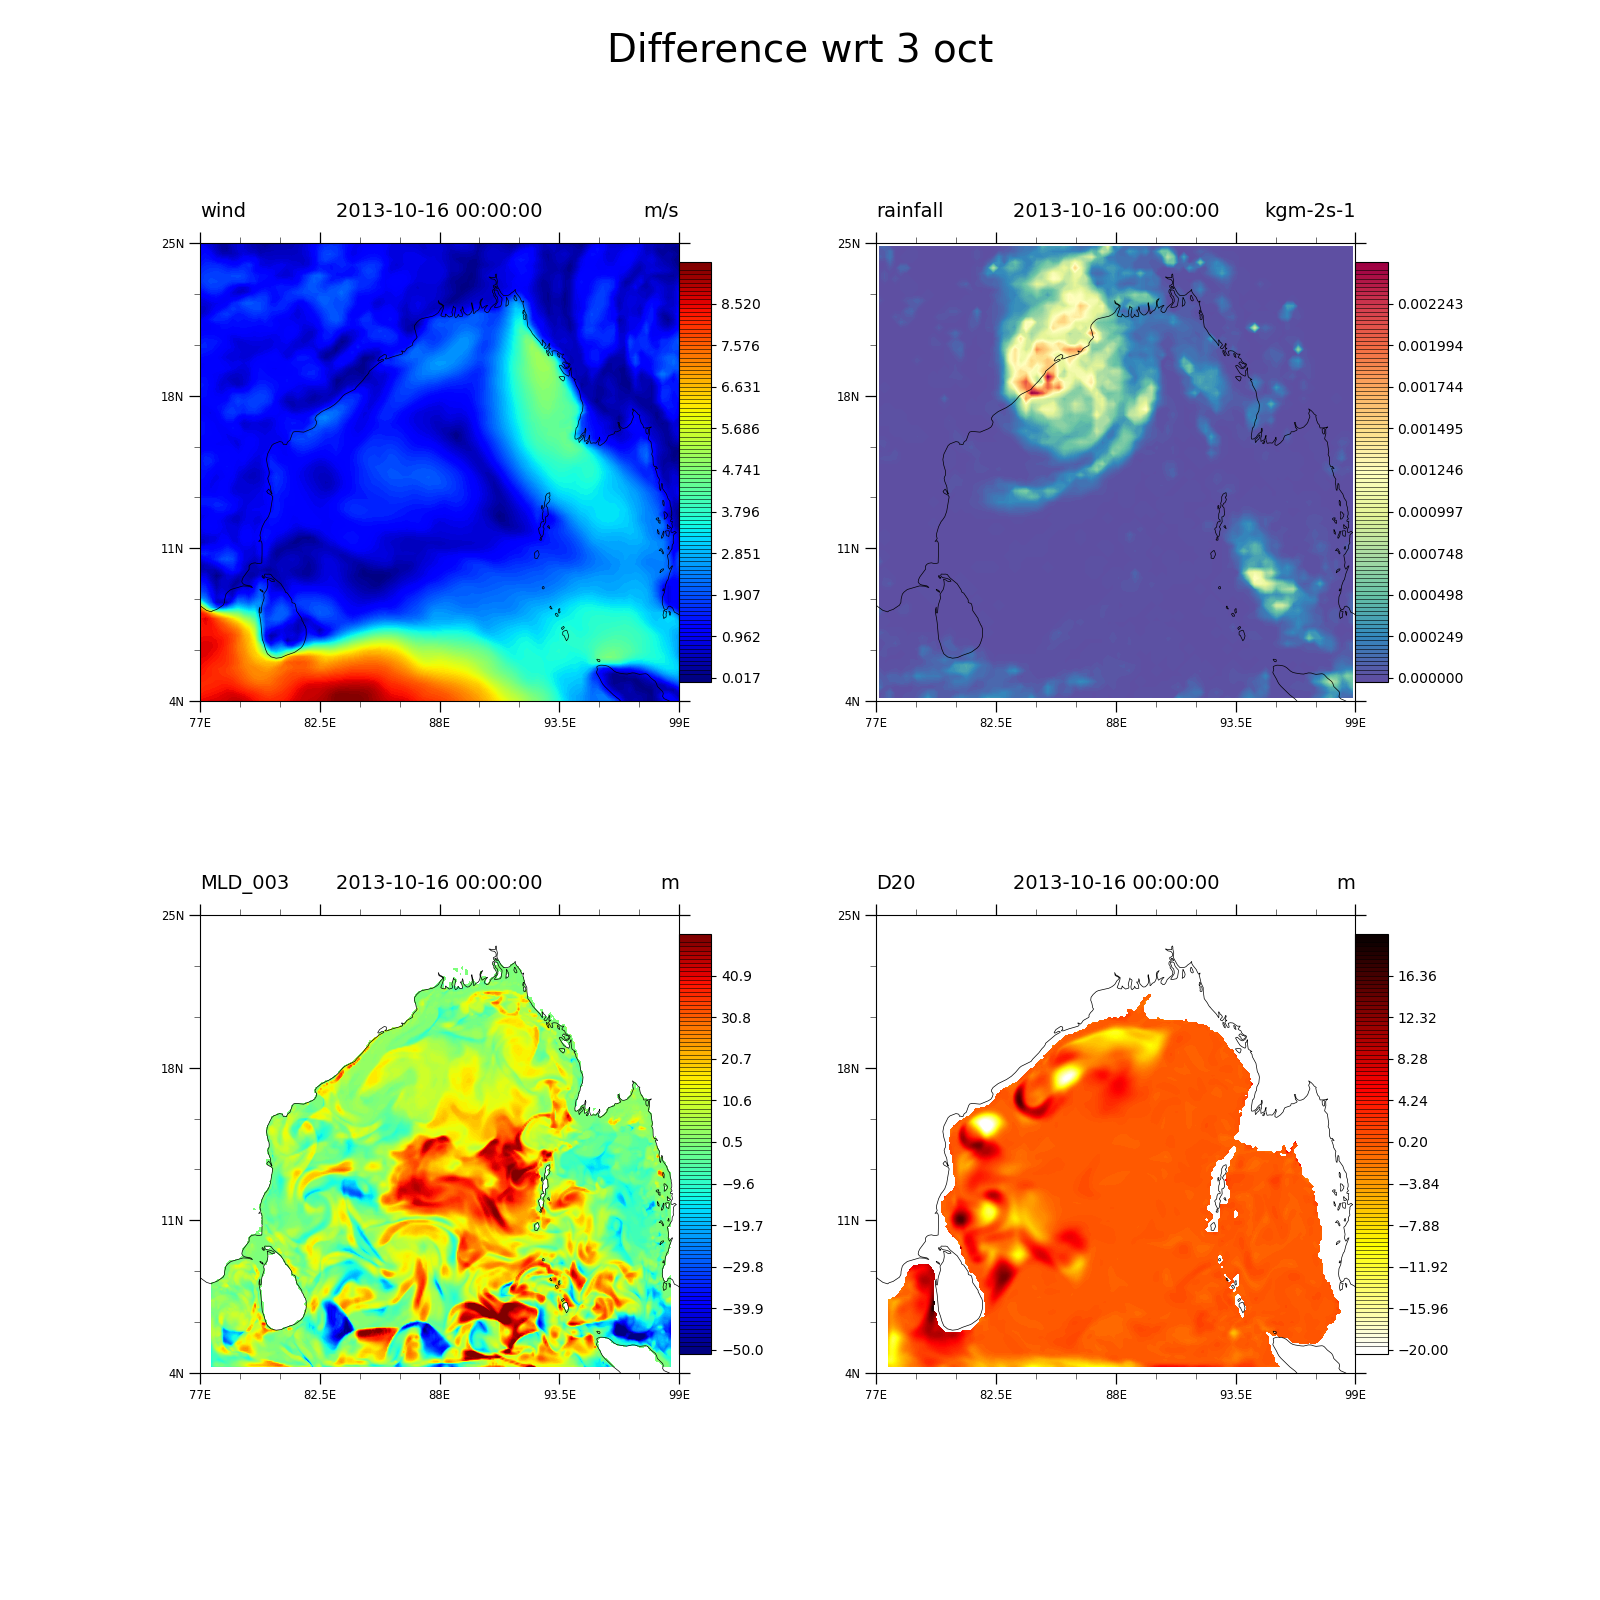 Difference wrt 3 oct
wind 2013-10-16 00:00:00 m/s
25N
18N
11N
4N
77E 82.5E 88E 93.5E 99E
8.520
7.576
6.631
5.686
4.741
3.796
2.851
1.907
0.962
0.017
rainfall 2013-10-16 00:00:00 kgm-2s-1
25N
18N
11N
4N
77E 82.5E 88E 93.5E 99E
0.002243
0.001994
0.001744
0.001495
0.001246
0.000997
0.000748
0.000498
0.000249
0.000000
MLD_003 2013-10-16 00:00:00 m
25N
18N
11N
4N
77E 82.5E 88E 93.5E 99E
40.9
30.8
20.7
10.6
0.5
−9.6
−19.7
−29.8
−39.9
−50.0
D20 2013-10-16 00:00:00 m
25N
18N
11N
4N
77E 82.5E 88E 93.5E 99E
16.36
12.32
8.28
4.24
0.20
−3.84
−7.88
−11.92
−15.96
−20.00